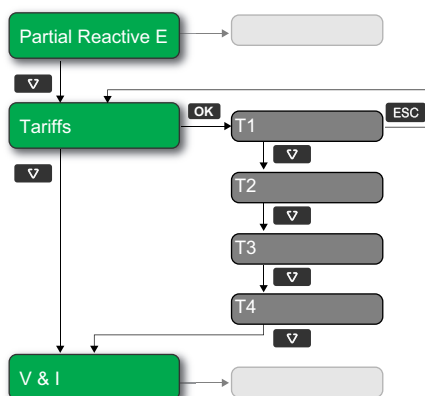 Partial Reactive E
Tariffs
OK
T1
ESC
T2
T3
T4
V & I